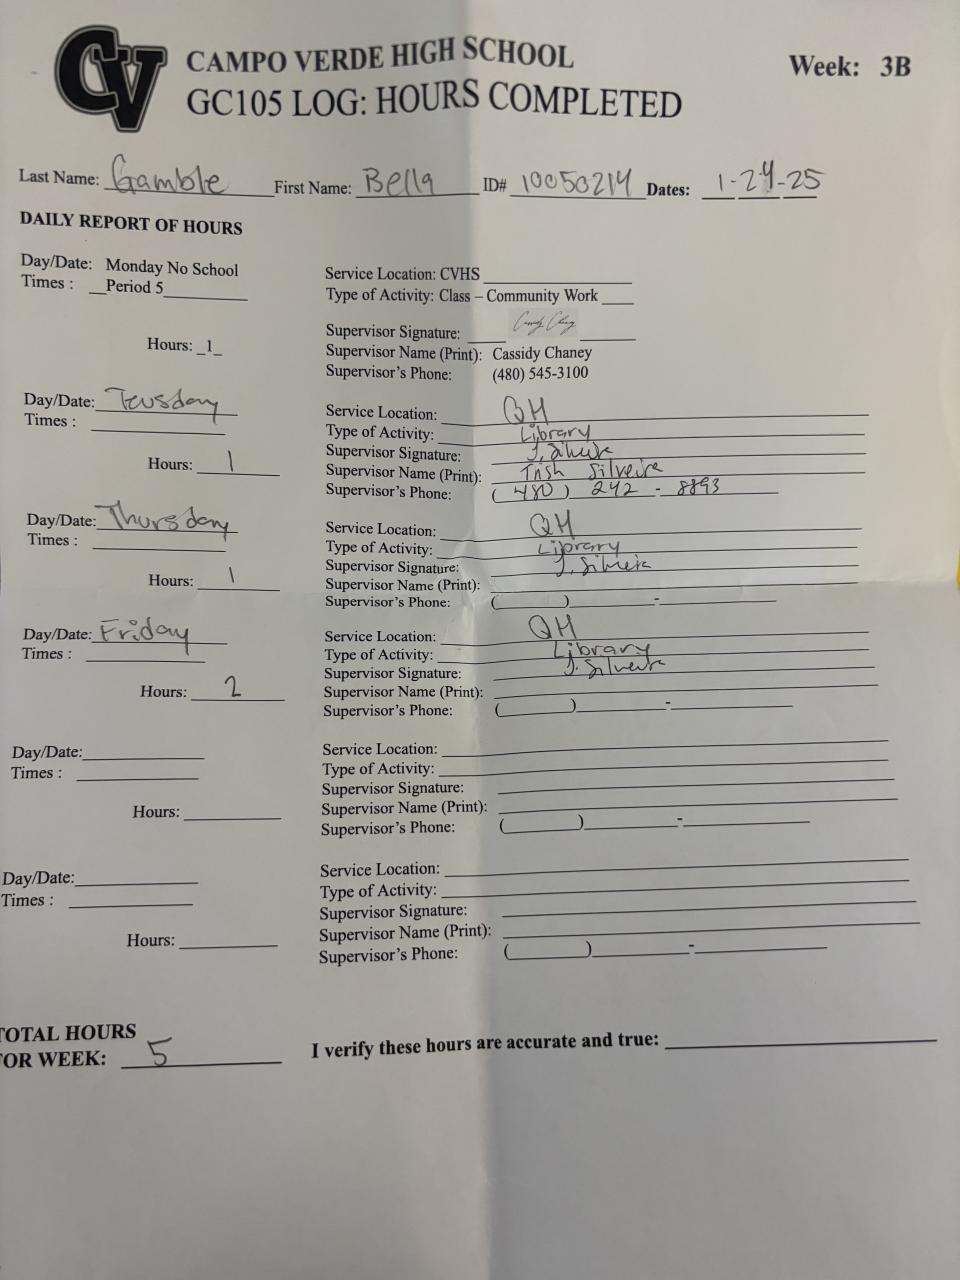 CV
CAMPO VERDE HIGH SCHOOL
Week: 3B
GC105 LOG: HOURS COMPLETED
Last Name: Gamble First Name: Bella ID# 10050214 Dates: 1-24-25
DAILY REPORT OF HOURS
Day/Date: Monday No School
Times : Period 5
Hours: 1
Service Location: CVHS
Type of Activity: Class – Community Work
Supervisor Signature: Cassidy Chaney
Supervisor Name (Print): Cassidy Chaney
Supervisor's Phone: (480) 545-3100
Day/Date: Teusday
Times :
Hours: 1
Service Location: QH
Type of Activity: Library
Supervisor Signature: T. Silveira
Supervisor Name (Print): Trish Silveira
Supervisor's Phone: (480) 242 - 8893
Day/Date: Thursday
Times :
Hours: 1
Service Location: QH
Type of Activity: Library
Supervisor Signature: T. Silveira
Supervisor Name (Print):
Supervisor's Phone: ( ) -
Day/Date: Friday
Times :
Hours: 2
Service Location: QH
Type of Activity: Library
Supervisor Signature: T. Silveira
Supervisor Name (Print):
Supervisor's Phone: ( ) -
Day/Date:
Times :
Hours:
Service Location:
Type of Activity:
Supervisor Signature:
Supervisor Name (Print):
Supervisor's Phone: ( ) -
Day/Date:
Times :
Hours:
Service Location:
Type of Activity:
Supervisor Signature:
Supervisor Name (Print):
Supervisor's Phone: ( ) -
TOTAL HOURS
FOR WEEK: 5
I verify these hours are accurate and true: